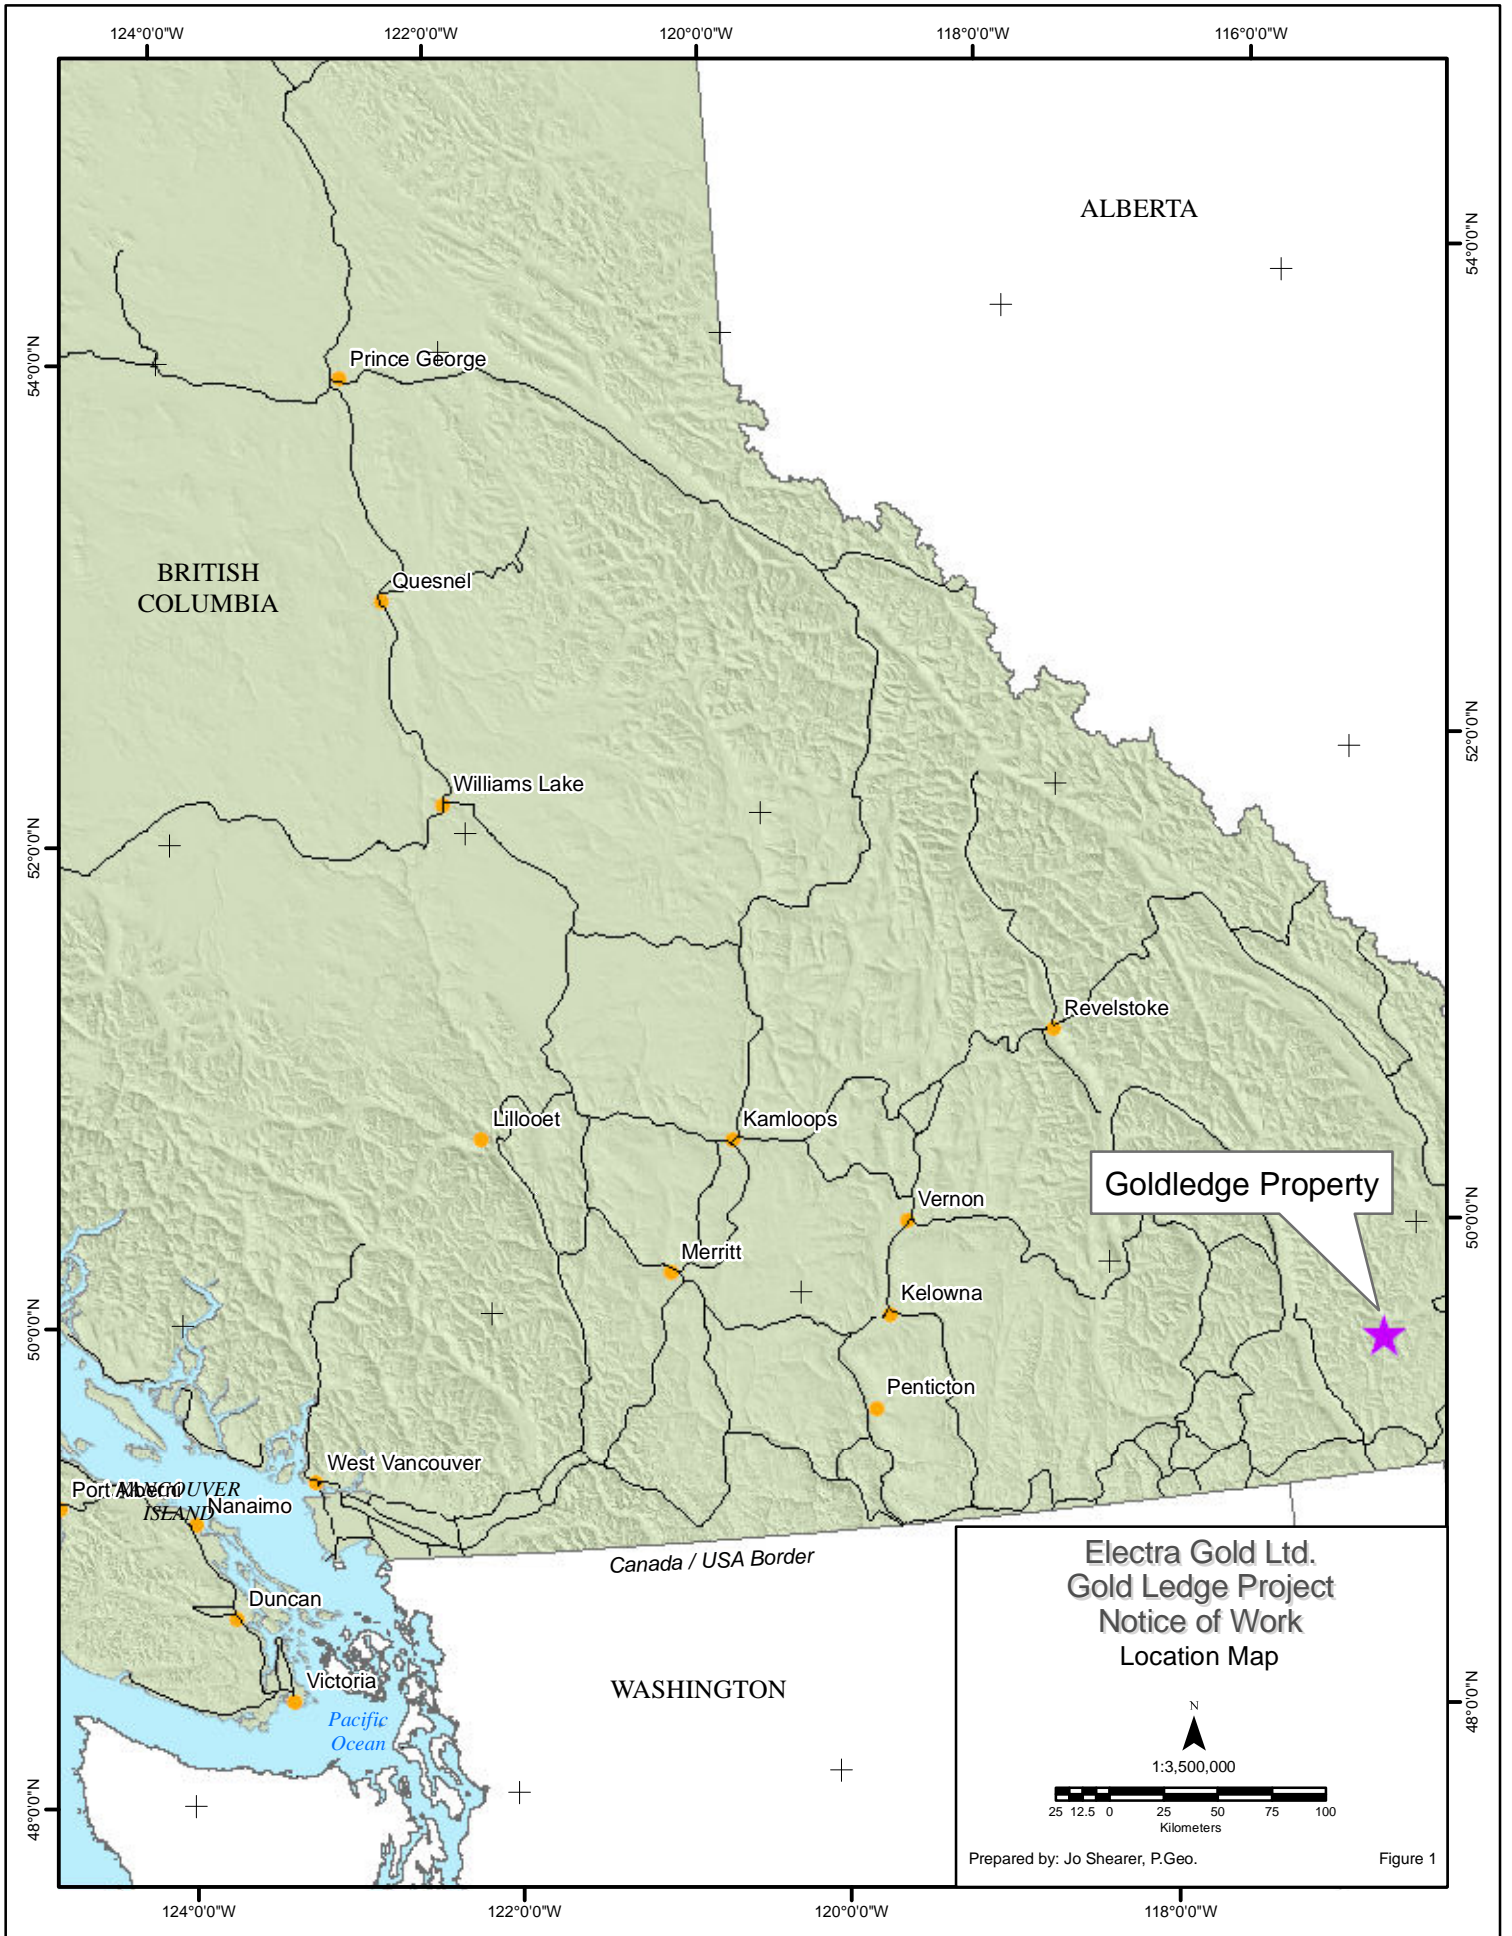 124°0'0"W
122°0'0"W
120°0'0"W
118°0'0"W
116°0'0"W
ALBERTA
54°0'0"N
54°0'0"N
Prince George
BRITISH
COLUMBIA
Quesnel
52°0'0"N
Williams Lake
52°0'0"N
Revelstoke
Lillooet
Kamloops
Goldledge Property
Vernon
50°0'0"N
Merritt
Kelowna
50°0'0"N
Penticton
West Vancouver
Port Alberni
VANCOUVER
ISLAND
Nanaimo
Canada / USA Border
Duncan
Victoria
Pacific
Ocean
WASHINGTON
48°0'0"N
48°0'0"N
Electra Gold Ltd.
Gold Ledge Project
Notice of Work
Location Map
N
1:3,500,000
25 12.5 0 25 50 75 100
Kilometers
Prepared by: Jo Shearer, P.Geo.
Figure 1
124°0'0"W
122°0'0"W
120°0'0"W
118°0'0"W